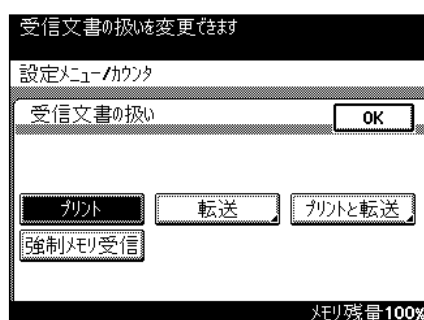 受信文書の扱いを変更できます
設定ﾒﾆｭｰ/ｶｳﾝﾀ
受信文書の扱い
OK
ﾌﾟﾘﾝﾄ
転送
ﾌﾟﾘﾝﾄと転送
強制ﾒﾓﾘ受信
ﾒﾓﾘ残量100%